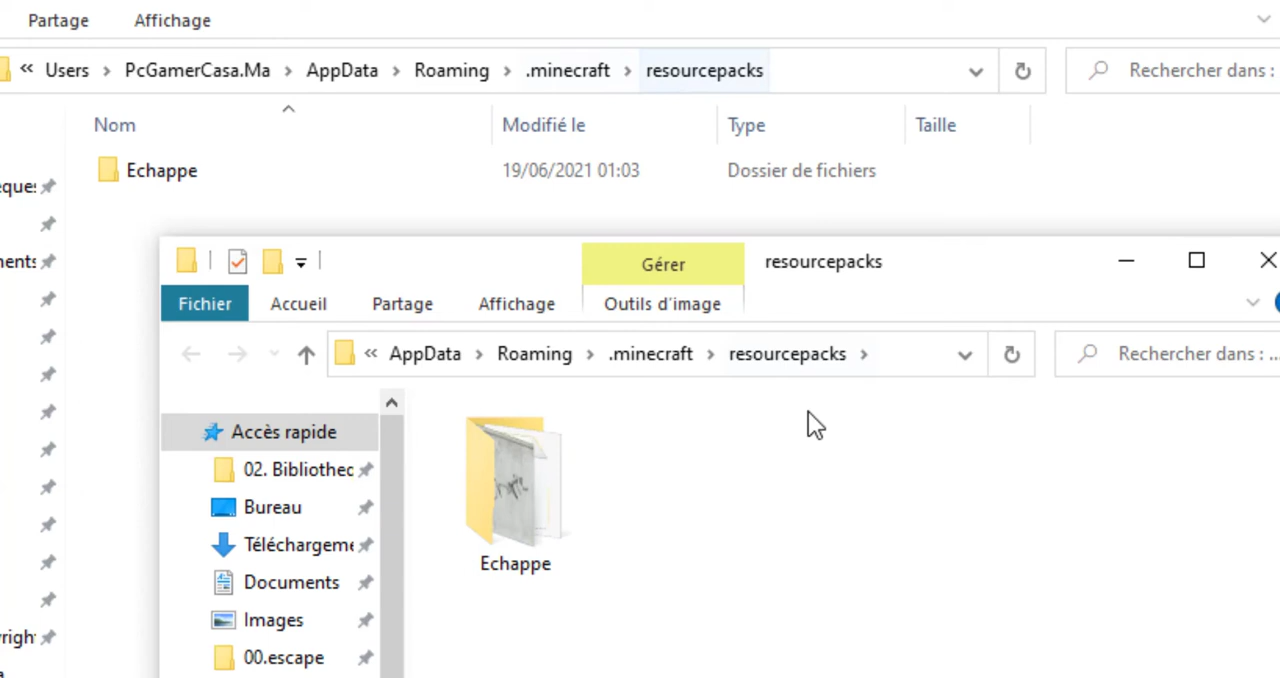 Partage Affichage
« Users > PcGamerCasa.Ma > AppData > Roaming > .minecraft > resourcepacks Rechercher dans :
Nom Modifié le Type Taille
Echappe 19/06/2021 01:03 Dossier de fichiers
Gérer resourcepacks
Fichier Accueil Partage Affichage Outils d'image
« AppData > Roaming > .minecraft > resourcepacks > Rechercher dans : ...
Accès rapide
02. Bibliothec
Bureau
Téléchargeme
Documents
Images
00.escape
Echappe